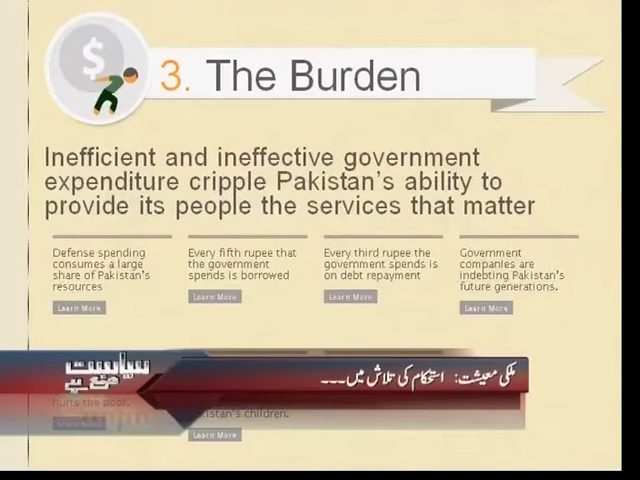 3. The Burden
Inefficient and ineffective government
expenditure cripple Pakistan's ability to
provide its people the services that matter
Defense spending
consumes a large
share of Pakistan's
resources
Learn More
Every fifth rupee that
the government
spends is borrowed
Learn More
Every third rupee the
government spends is
on debt repayment
Learn More
Government
companies are
indebting Pakistan's
future generations.
Learn More
سیاست
ملکی معیشت: استحکام کی تلاش میں...
hurts the poor.
children.
Learn More